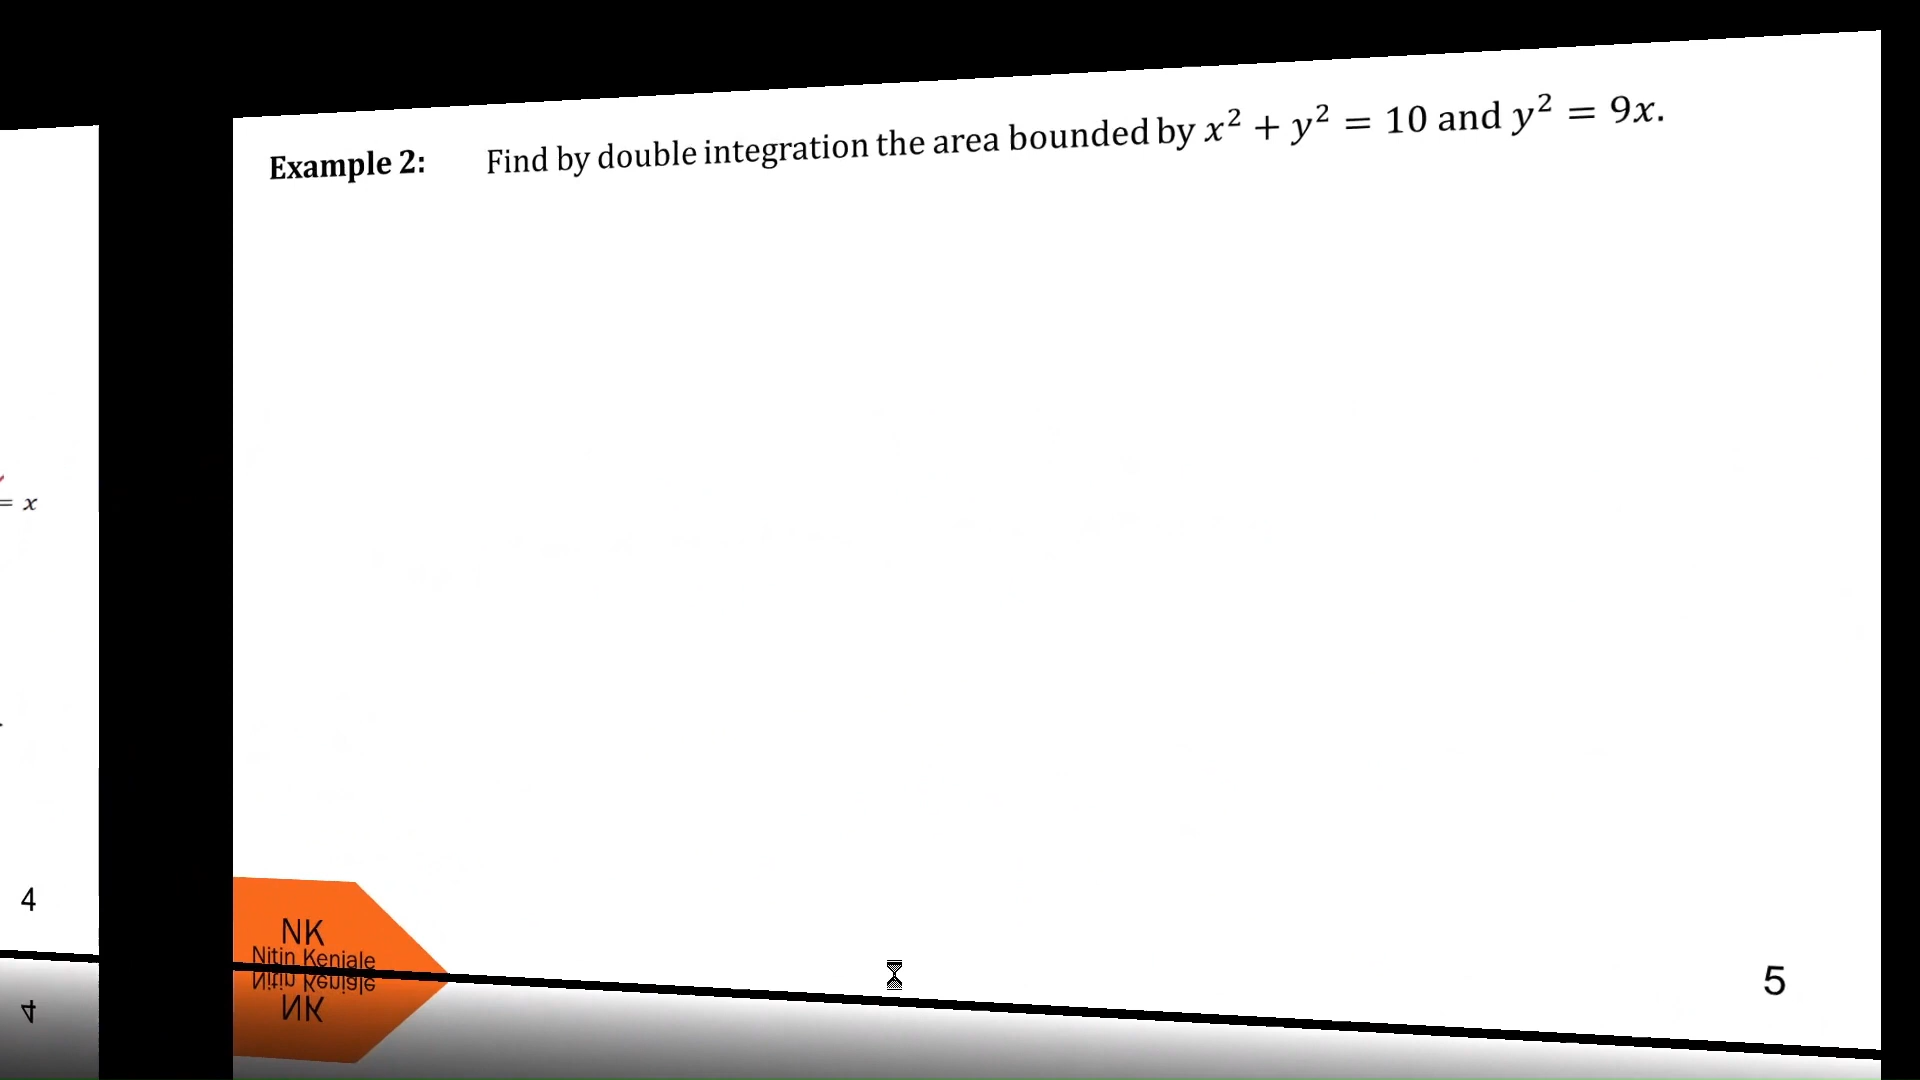 Example 2: Find by double integration the area bounded by x² + y² = 10 and y² = 9x.
= x
4
NK
Nitin Kenjale
5